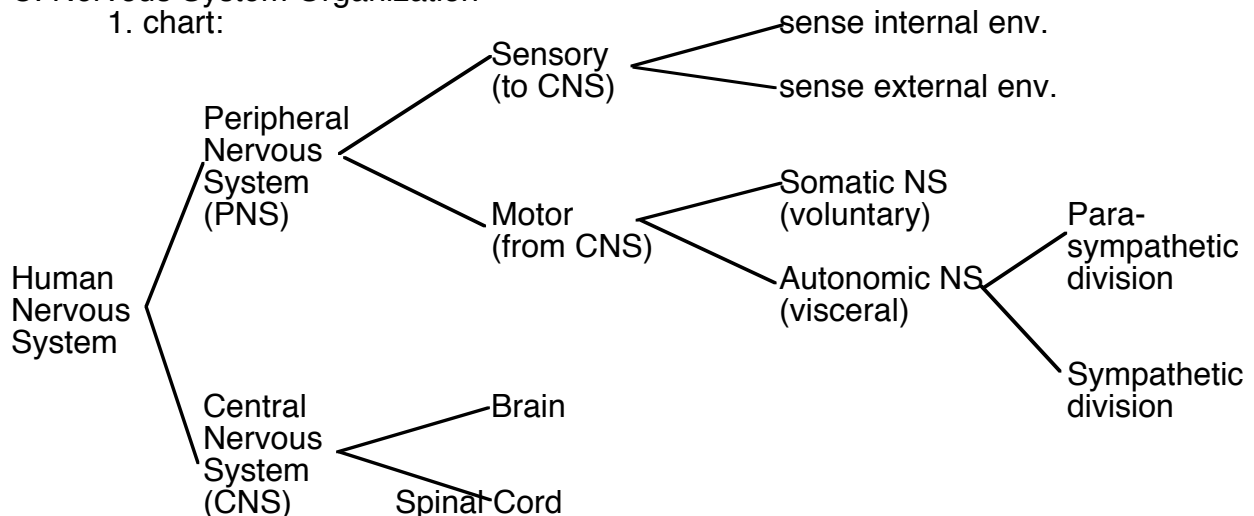 1. chart:
sense internal env.
Sensory
(to CNS)
sense external env.
Peripheral
Nervous
System
(PNS)
Motor
(from CNS)
Somatic NS
(voluntary)
Autonomic NS
(visceral)
Para-
sympathetic
division
Sympathetic
division
Human
Nervous
System
Central
Nervous
System
(CNS)
Brain
Spinal Cord